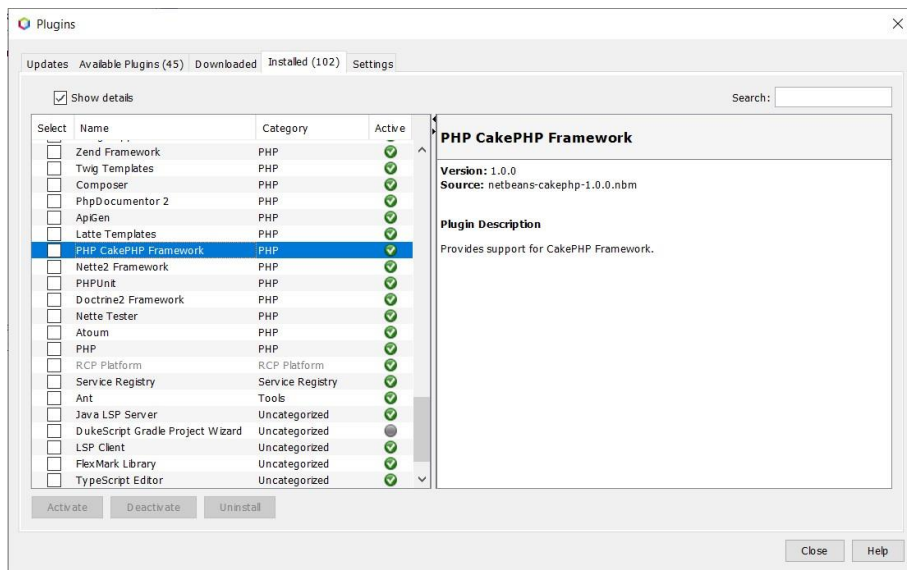 Plugins
Updates Available Plugins (45) Downloaded Installed (102) Settings
Show details Search:
Select Name Category Active
Zend Framework PHP
Twig Templates PHP
Composer PHP
PhpDocumentor 2 PHP
ApiGen PHP
Latte Templates PHP
PHP CakePHP Framework PHP
Nette2 Framework PHP
PHPUnit PHP
Doctrine2 Framework PHP
Nette Tester PHP
Atoum PHP
PHP PHP
RCP Platform RCP Platform
Service Registry Service Registry
Ant Tools
Java LSP Server Uncategorized
DukeScript Gradle Project Wizard Uncategorized
LSP Client Uncategorized
FlexMark Library Uncategorized
TypeScript Editor Uncategorized
Activate Deactivate Uninstall
PHP CakePHP Framework
Version: 1.0.0
Source: netbeans-cakephp-1.0.0.nbm
Plugin Description
Provides support for CakePHP Framework.
Close Help